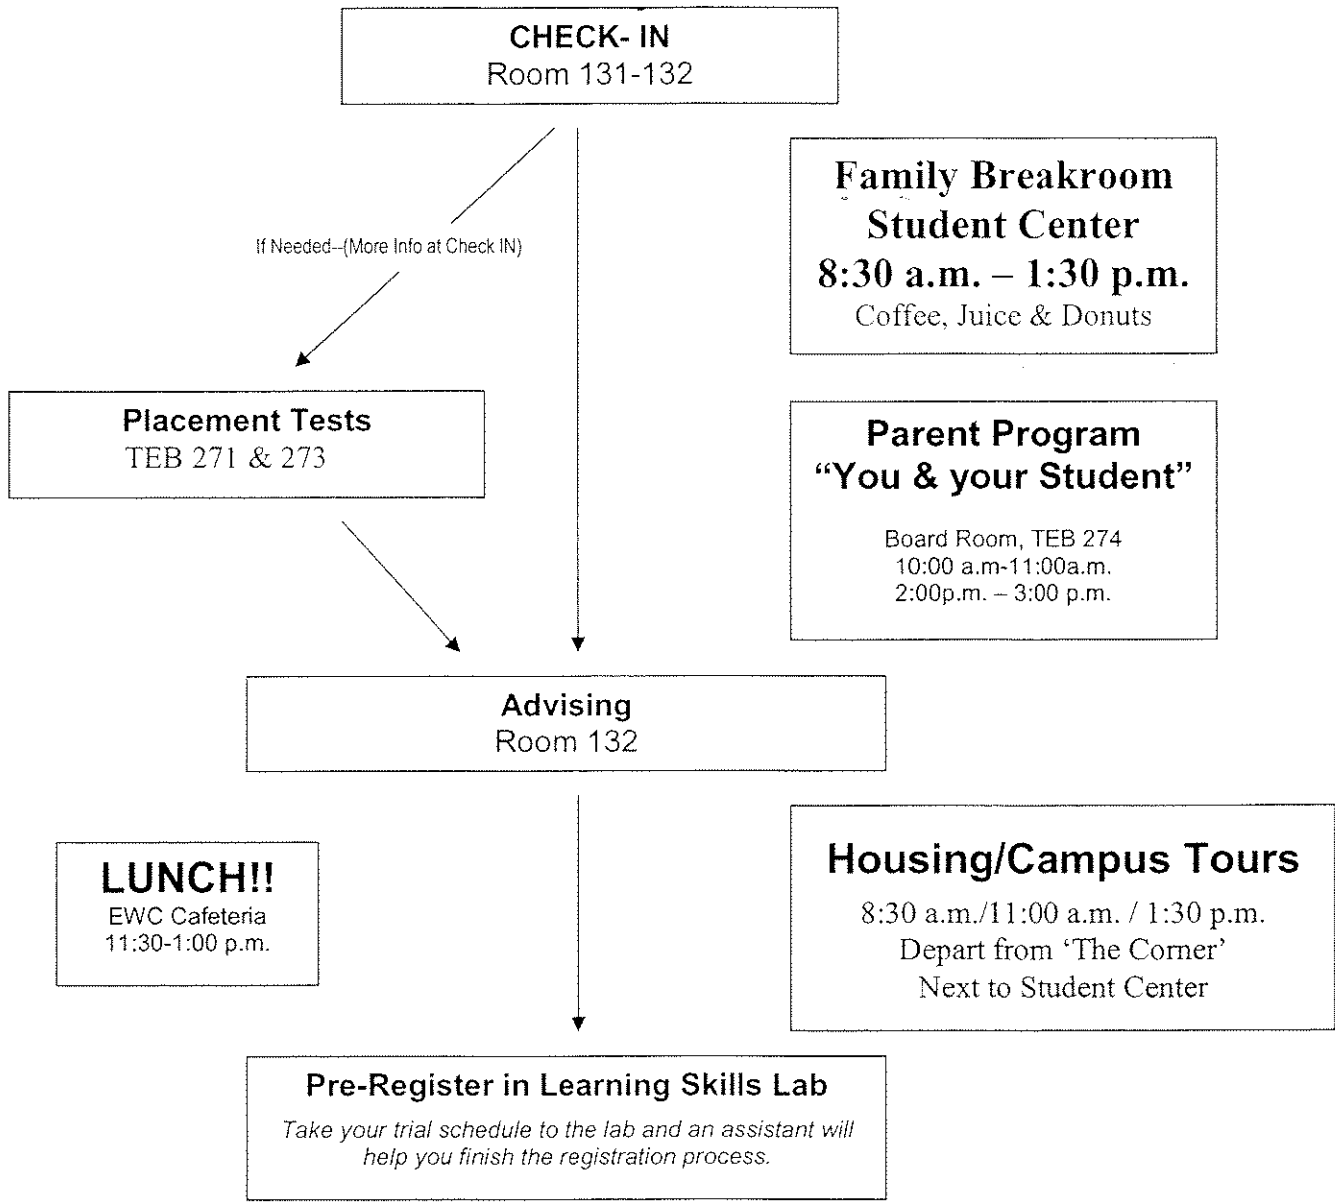 CHECK- IN
Room 131-132
Family Breakroom
Student Center
8:30 a.m. – 1:30 p.m.
Coffee, Juice & Donuts
If Needed--(More Info at Check IN)
Placement Tests
TEB 271 & 273
Parent Program
“You & your Student”
Board Room, TEB 274
10:00 a.m-11:00a.m.
2:00p.m. – 3:00 p.m.
Advising
Room 132
LUNCH!!
EWC Cafeteria
11:30-1:00 p.m.
Housing/Campus Tours
8:30 a.m./11:00 a.m. / 1:30 p.m.
Depart from ‘The Corner’
Next to Student Center
Pre-Register in Learning Skills Lab
Take your trial schedule to the lab and an assistant will
help you finish the registration process.